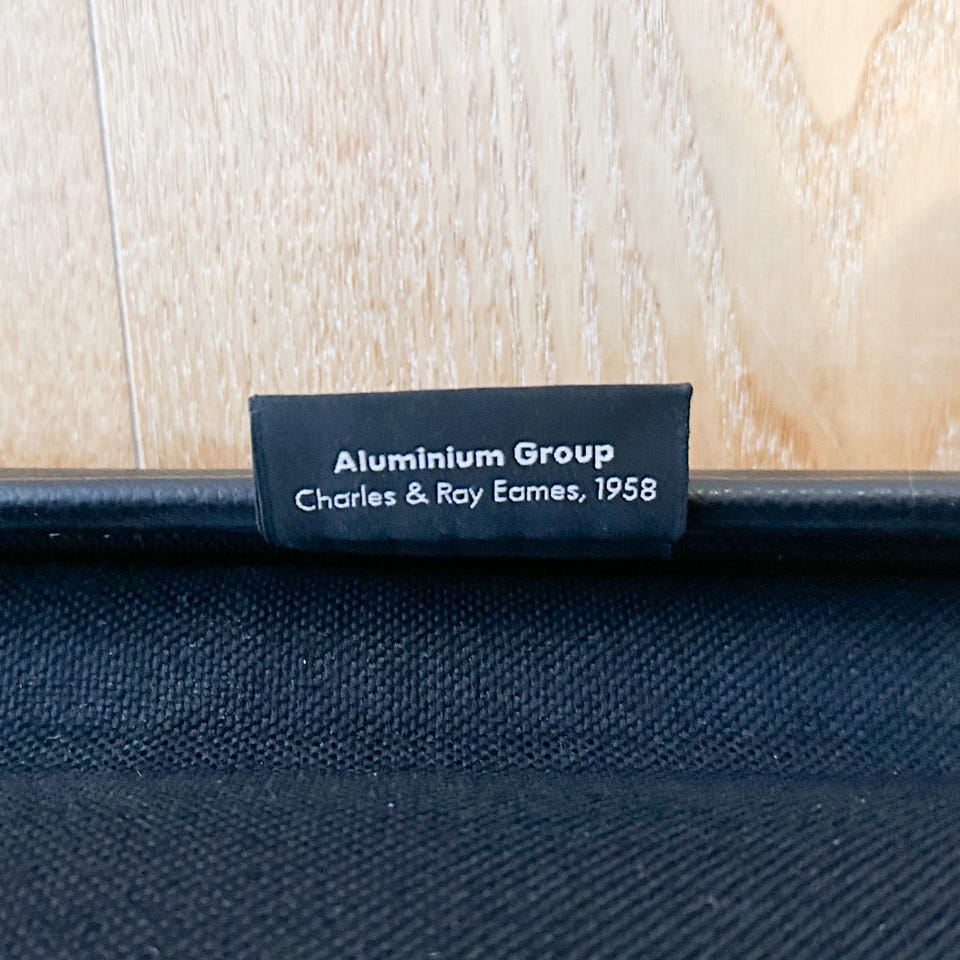 Aluminium Group
Charles & Ray Eames, 1958